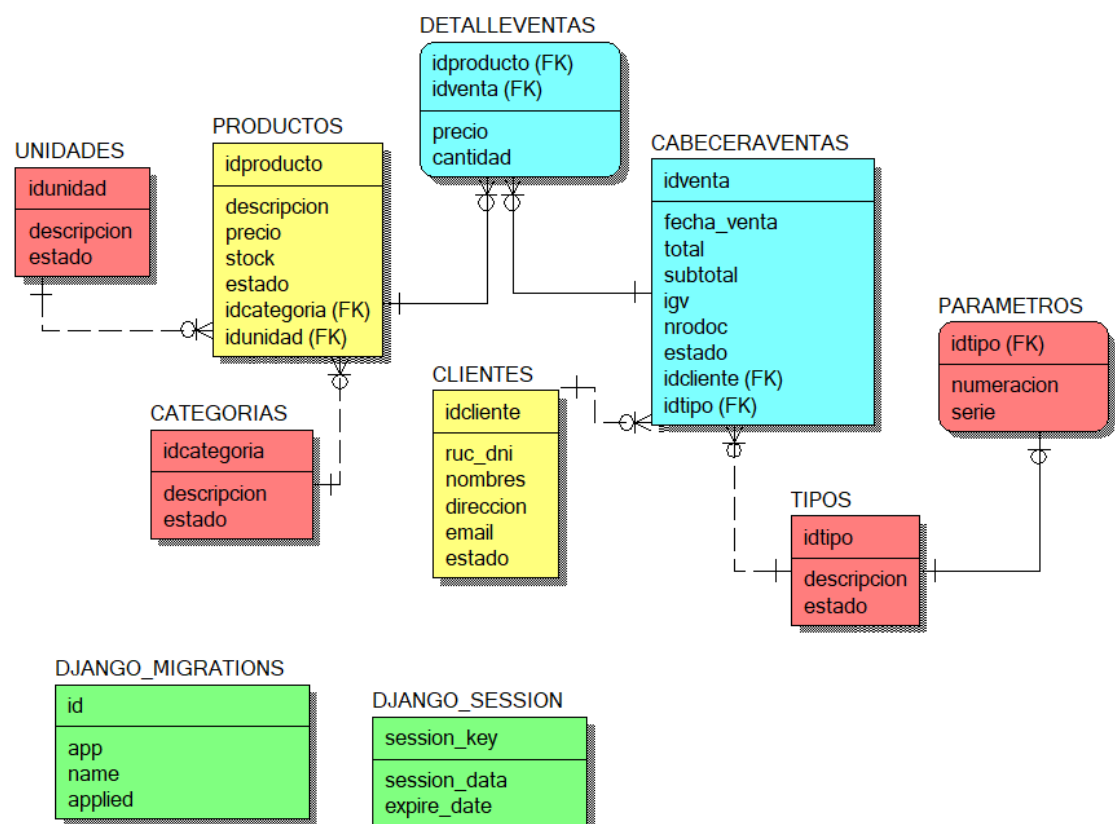 DETALLEVENTAS
idproducto (FK)
idventa (FK)
precio
cantidad
PRODUCTOS
idproducto
descripcion
precio
stock
estado
idcategoria (FK)
idunidad (FK)
UNIDADES
idunidad
descripcion
estado
CABECERAVENTAS
idventa
fecha_venta
total
subtotal
igv
nrodoc
estado
idcliente (FK)
idtipo (FK)
PARAMETROS
idtipo (FK)
numeracion
serie
CLIENTES
idcliente
ruc_dni
nombres
direccion
email
estado
CATEGORIAS
idcategoria
descripcion
estado
TIPOS
idtipo
descripcion
estado
DJANGO_MIGRATIONS
id
app
name
applied
DJANGO_SESSION
session_key
session_data
expire_date